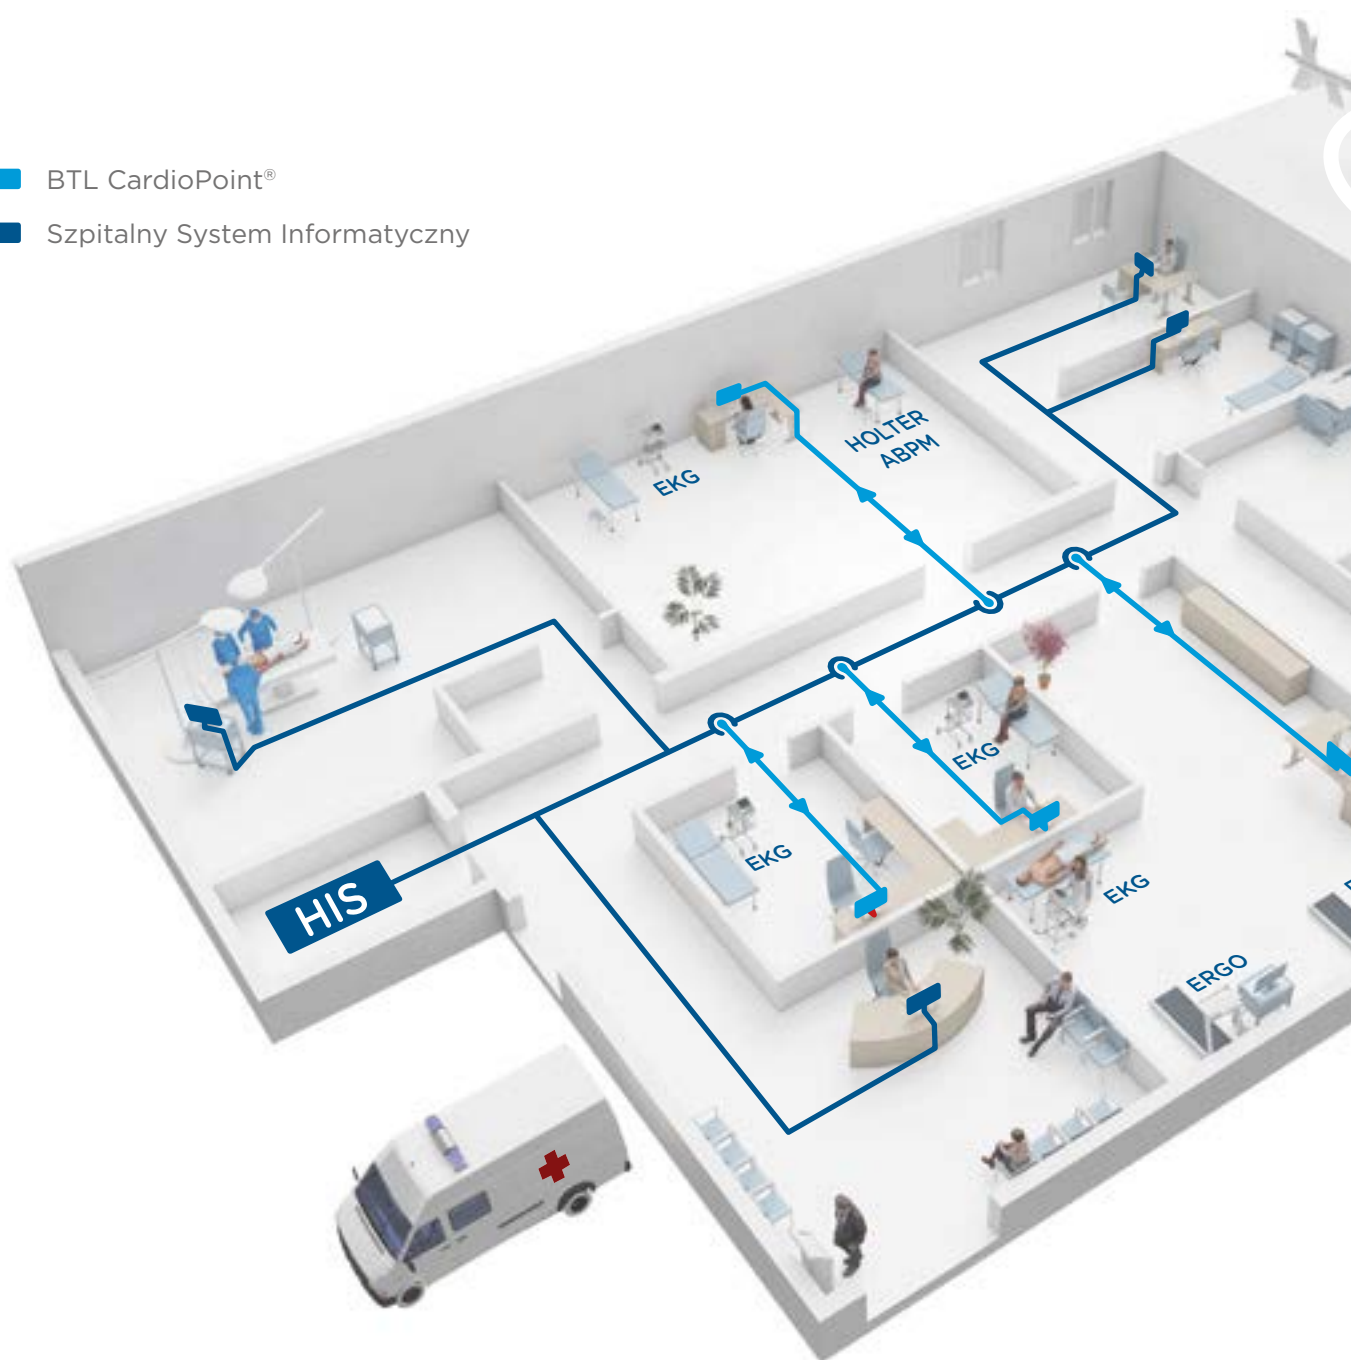 BTL CardioPoint®
Szpitalny System Informatyczny
HOLTER
ABPM
EKG
EKG
EKG
EKG
HIS
ERGO